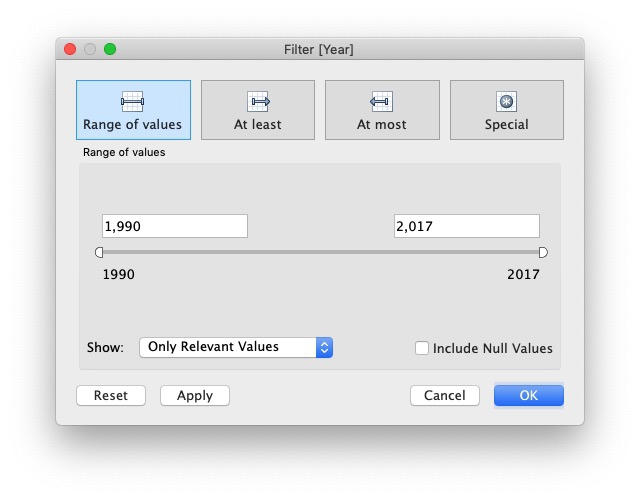 Filter [Year]
Range of values
At least
At most
Special
Range of values
1,990
2,017
1990
2017
Show:
Only Relevant Values
Include Null Values
Reset
Apply
Cancel
OK